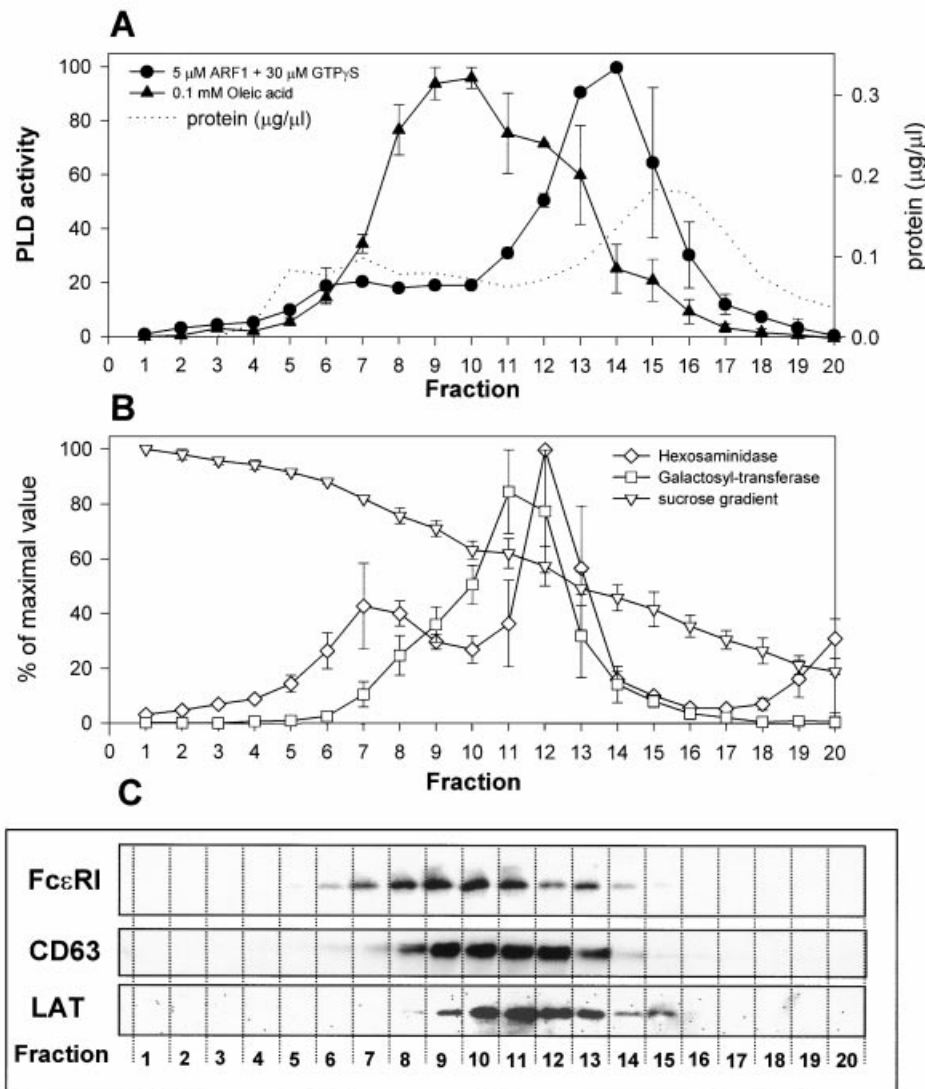 A
100
80
60
40
20
0
PLD activity
5 μM ARF1 + 30 μM GTPγS
0.1 mM Oleic acid
protein (μg/μl)
0.3
0.2
0.1
0.0
protein (μg/μl)
0 1 2 3 4 5 6 7 8 9 10 11 12 13 14 15 16 17 18 19 20
Fraction
B
100
80
60
40
20
0
% of maximal value
Hexosaminidase
Galactosyl-transferase
sucrose gradient
0 1 2 3 4 5 6 7 8 9 10 11 12 13 14 15 16 17 18 19 20
Fraction
C
FcεRI
CD63
LAT
Fraction 1 2 3 4 5 6 7 8 9 10 11 12 13 14 15 16 17 18 19 20